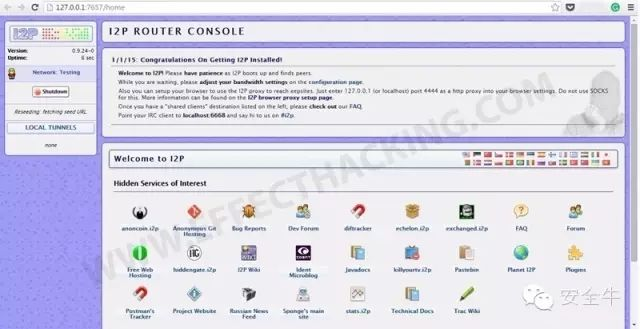 127.0.0.1:7657/home
I2P
I2P ROUTER CONSOLE
Version: 0.9.24-0
Uptime: 6 sec
Network: Testing
Shutdown
Reseeding: fetching seed URL
LOCAL TUNNELS
none
1/1/15: Congratulations On Getting I2P Installed!
Welcome to I2P! Please have patience as I2P boots up and finds peers.
While you are waiting, please adjust your bandwidth settings on the configuration page.
Also you can setup your browser to use the I2P proxy to reach eepsites. Just enter 127.0.0.1 (or localhost) port 4444 as a http proxy into your browser settings. Do not use SOCKS
for this. More information can be found on the I2P browser proxy setup page.
Once you have a "shared clients" destination listed on the left, please check out our FAQ.
Point your IRC client to localhost:6668 and say hi to us on #i2p.
Welcome to I2P
Hidden Services of Interest
anoncoin.i2p
Anonymous Git
Hosting
Bug Reports
Dev Forum
diftracker
echelon.i2p
exchanged.i2p
FAQ
Forum
Free Web
Hosting
hiddengate.i2p
I2P Wiki
Ident
Microblog
Javadocs
killyourtv.i2p
Pastebin
Planet I2P
Plugins
Postman's
Tracker
Project Website
Russian News
Feed
Sponge's main
site
stats.i2p
Technical Docs
Trac Wiki
WWW.EFFECTHACKING.COM
安全牛